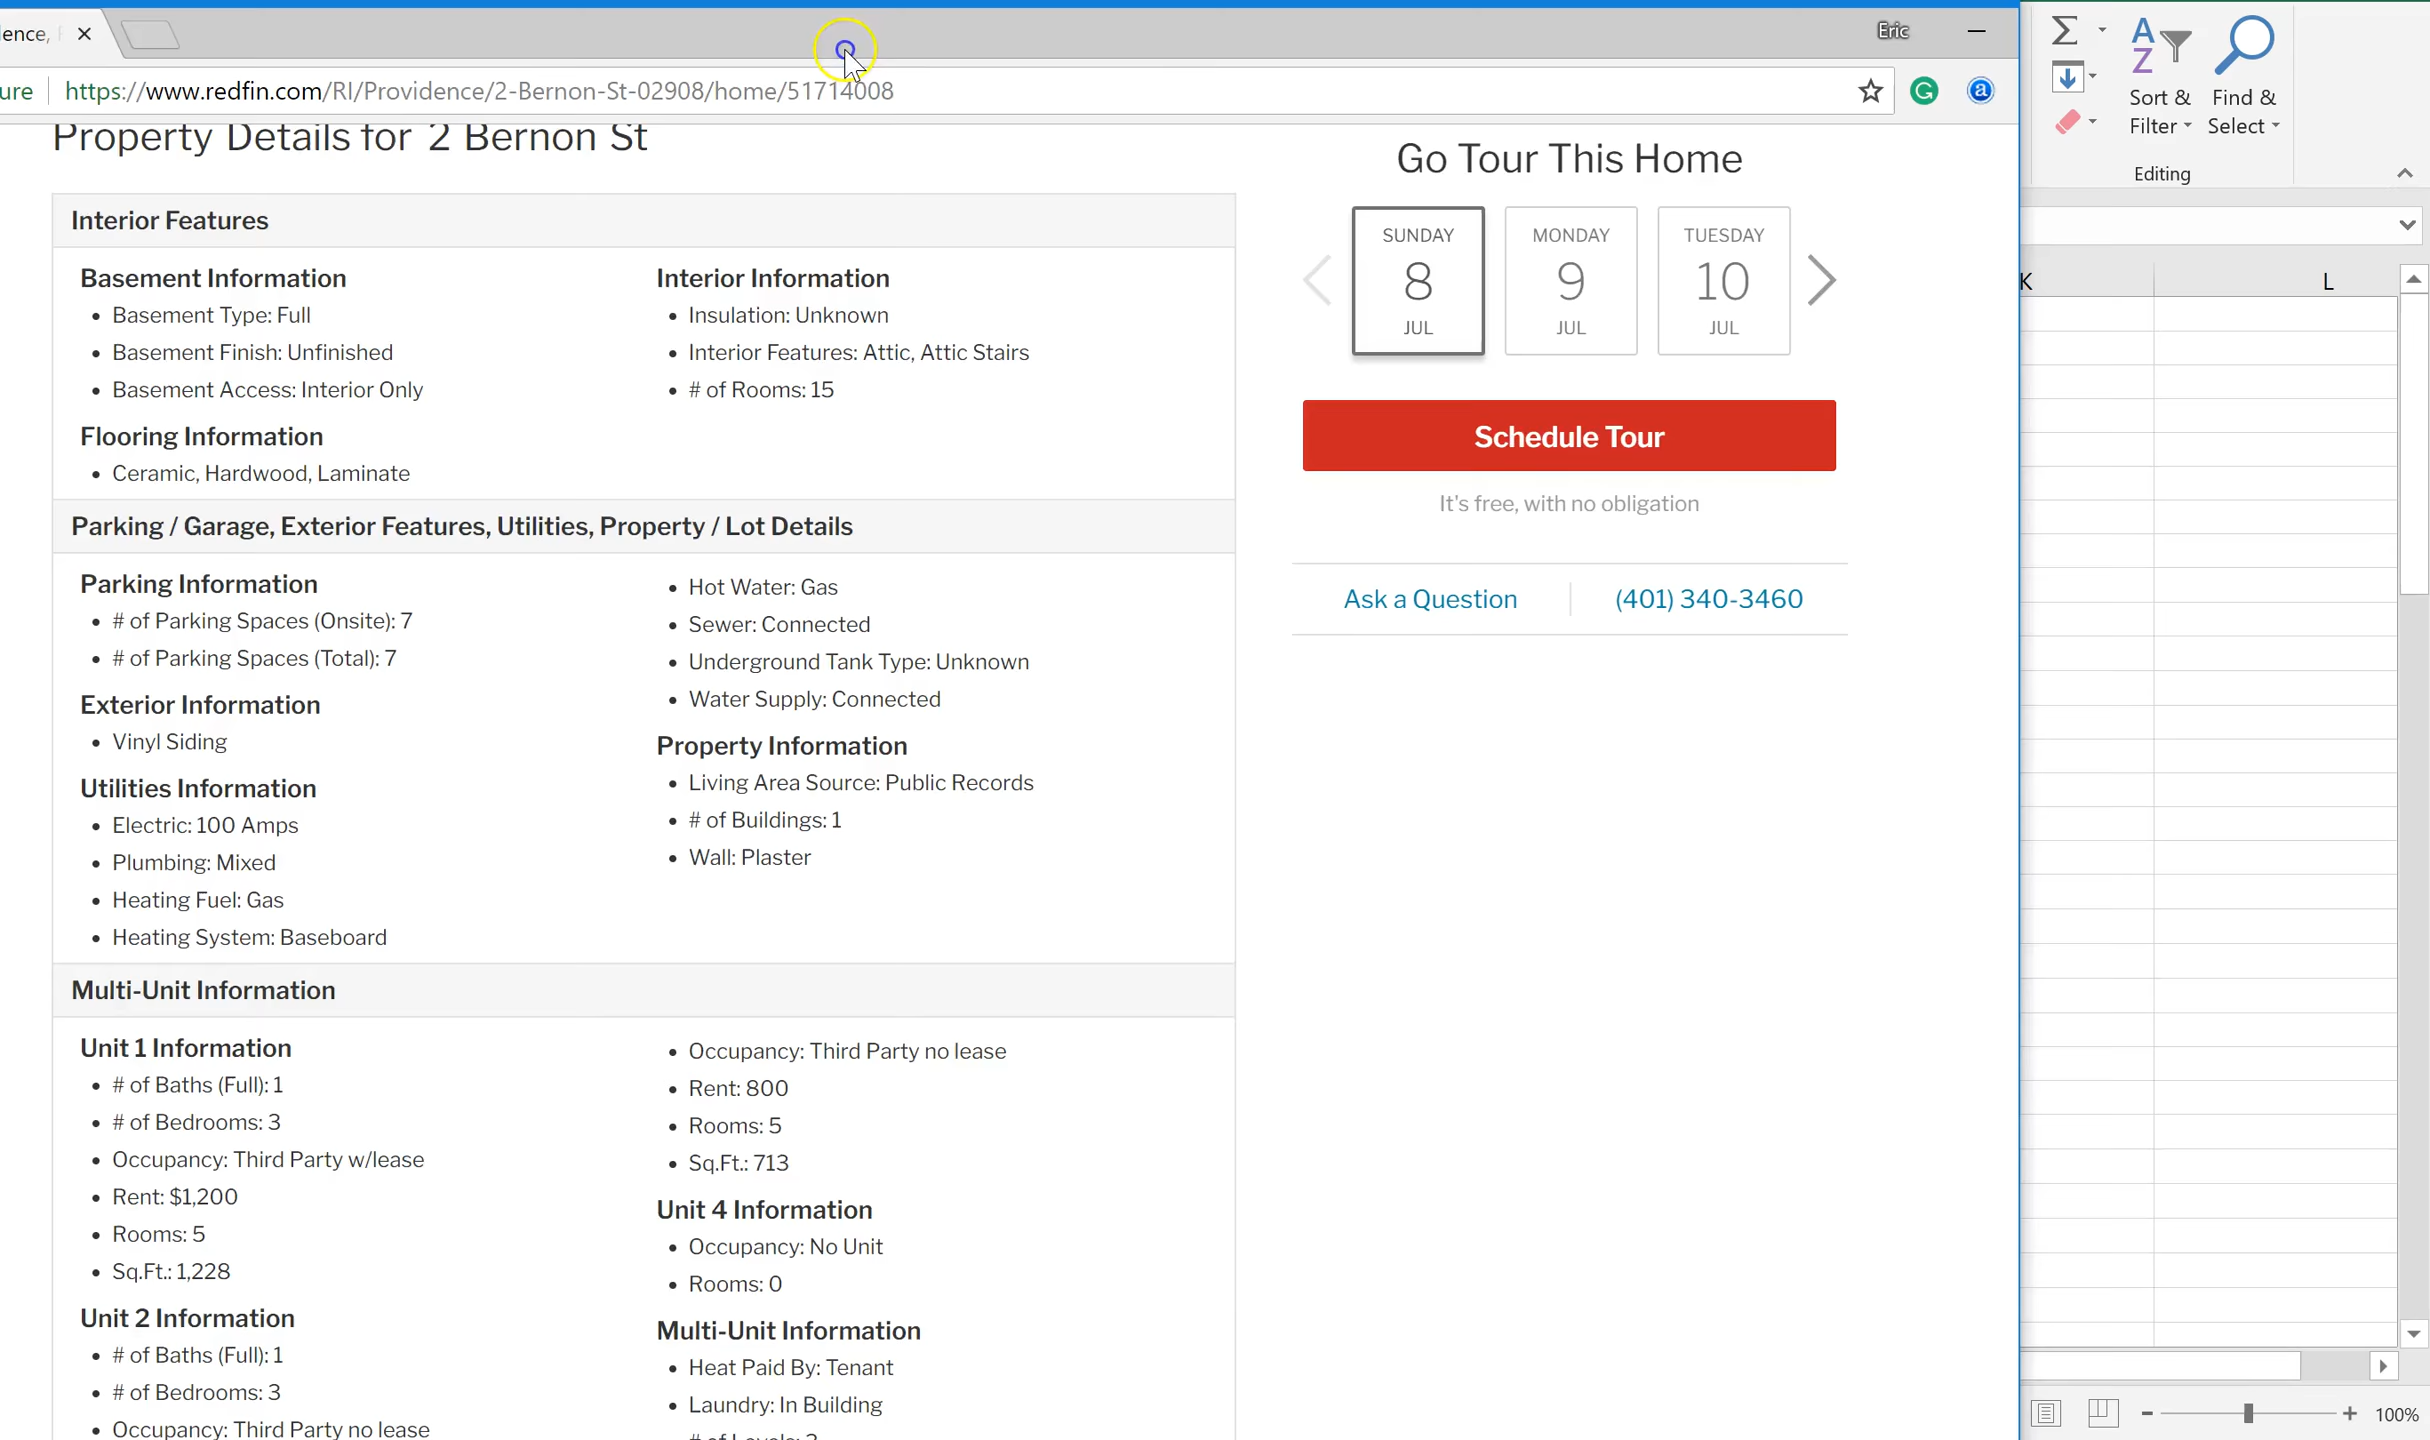 ence,
Eric
ure
https://www.redfin.com/RI/Providence/2-Bernon-St-02908/home/51714008
Property Details for 2 Bernon St
Interior Features
Basement Information
• Basement Type: Full
• Basement Finish: Unfinished
• Basement Access: Interior Only
Flooring Information
• Ceramic, Hardwood, Laminate
Interior Information
• Insulation: Unknown
• Interior Features: Attic, Attic Stairs
• # of Rooms: 15
Parking / Garage, Exterior Features, Utilities, Property / Lot Details
Parking Information
• # of Parking Spaces (Onsite): 7
• # of Parking Spaces (Total): 7
Exterior Information
• Vinyl Siding
Utilities Information
• Electric: 100 Amps
• Plumbing: Mixed
• Heating Fuel: Gas
• Heating System: Baseboard
• Hot Water: Gas
• Sewer: Connected
• Underground Tank Type: Unknown
• Water Supply: Connected
Property Information
• Living Area Source: Public Records
• # of Buildings: 1
• Wall: Plaster
Multi-Unit Information
Unit 1 Information
• # of Baths (Full): 1
• # of Bedrooms: 3
• Occupancy: Third Party w/lease
• Rent: $1,200
• Rooms: 5
• Sq.Ft.: 1,228
Unit 2 Information
• # of Baths (Full): 1
• # of Bedrooms: 3
• Occupancy: Third Party no lease
• Occupancy: Third Party no lease
• Rent: 800
• Rooms: 5
• Sq.Ft.: 713
Unit 4 Information
• Occupancy: No Unit
• Rooms: 0
Multi-Unit Information
• Heat Paid By: Tenant
• Laundry: In Building
Go Tour This Home
SUNDAY
8
JUL
MONDAY
9
JUL
TUESDAY
10
JUL
Schedule Tour
It's free, with no obligation
Ask a Question
(401) 340-3460
Sort & Filter
Find & Select
Editing
K
L
100%